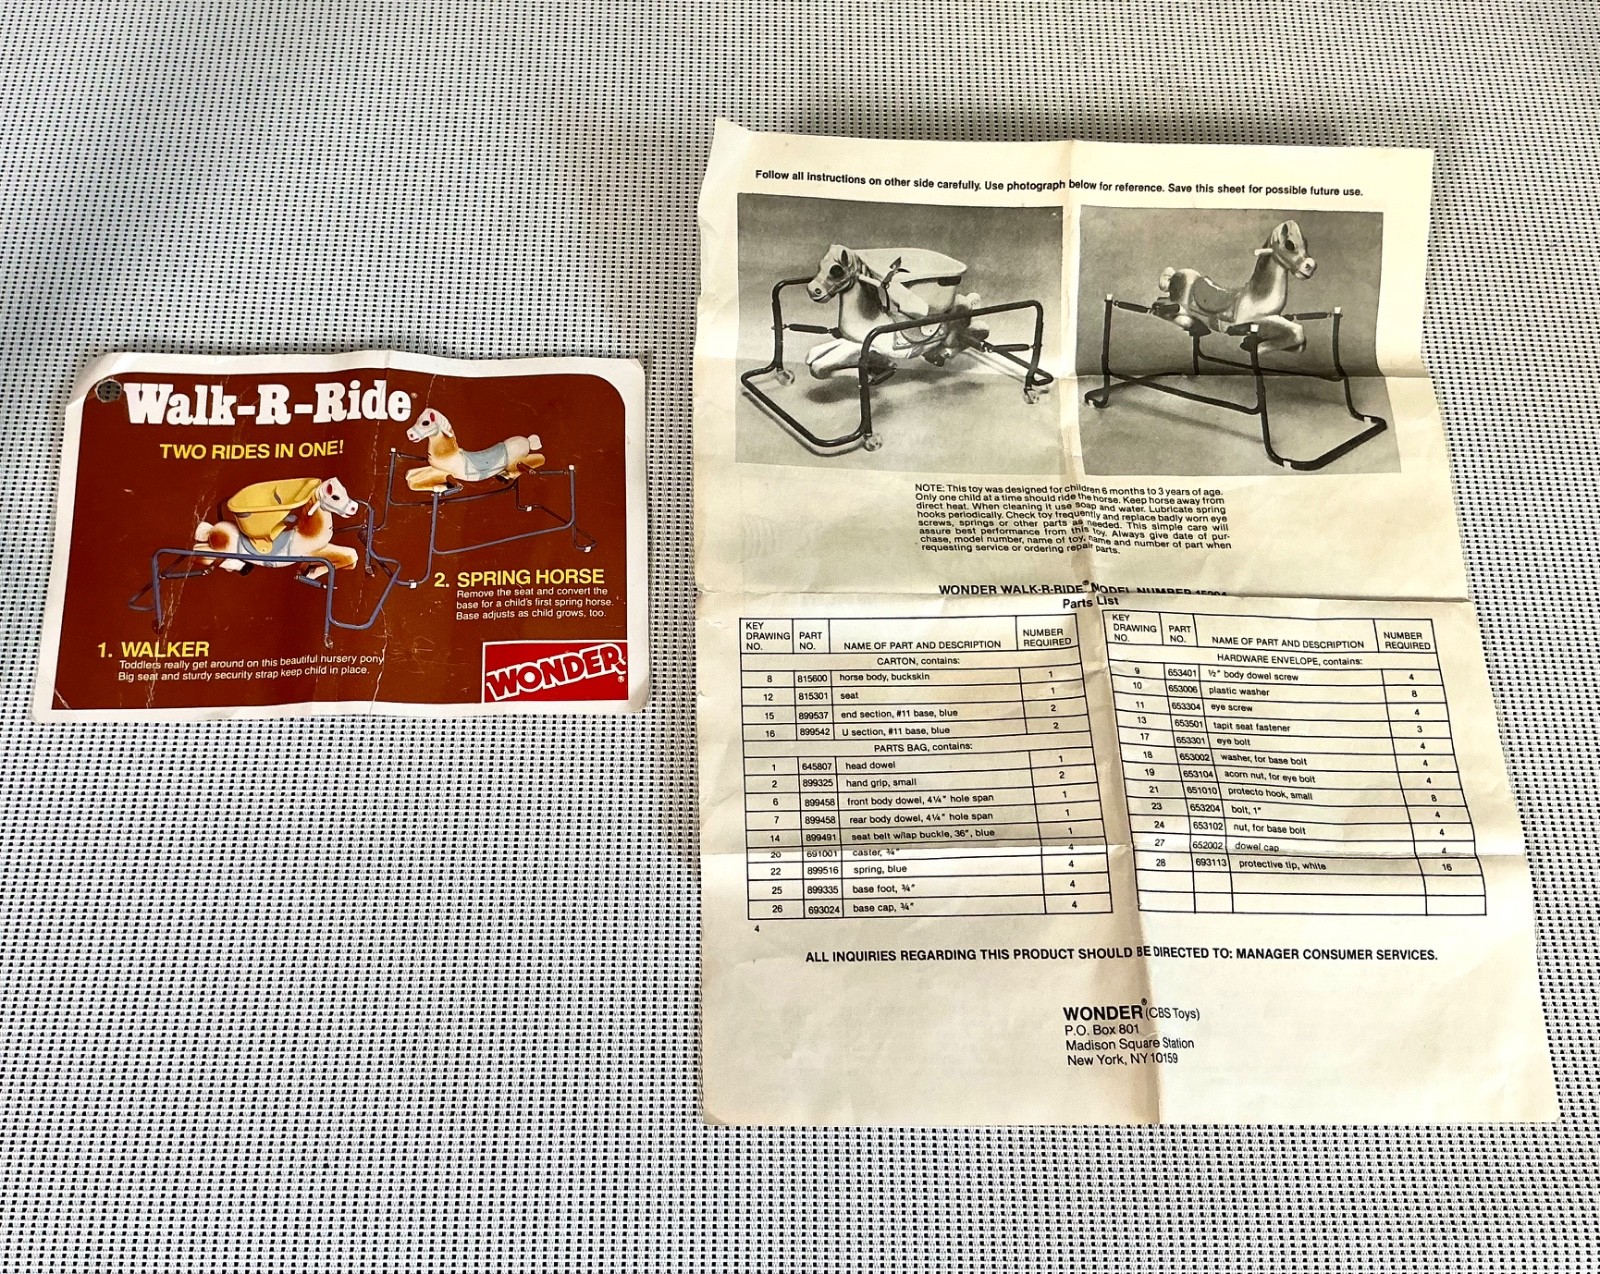 Walk-R-Ride®
TWO RIDES IN ONE!
2. SPRING HORSE
Remove the seat and convert the
base for a child's first spring horse.
Base adjusts as child grows, too.
1. WALKER
Toddlers really get around on this beautiful nursery pony
Big seat and sturdy security strap keep child in place.
WONDER®
Follow all instructions on other side carefully. Use photograph below for reference. Save this sheet for possible future use.
NOTE: This toy was designed for children 6 months to 3 years of age.
Only one child at a time should ride the horse. Keep horse away from
direct heat. When cleaning it use soap and water. Lubricate spring
hooks periodically. Check toy frequently and replace badly worn eye
screws, springs or other parts as needed. This simple care will
assure best performance from this toy. Always give date of pur-
chase, model number, name of toy, name and number of part when
requesting service or ordering repair parts.
WONDER WALK-R-RIDE® MODEL NUMBER
Parts List
KEY DRAWING NO. PART NO. NAME OF PART AND DESCRIPTION NUMBER REQUIRED
CARTON, contains:
8 815600 horse body, buckskin 1
12 815301 seat 1
15 899537 end section, #11 base, blue 2
16 899542 U section, #11 base, blue 2
PARTS BAG, contains:
1 645807 head dowel 1
2 899325 hand grip, small 2
6 899458 front body dowel, 4¼" hole span 1
7 899458 rear body dowel, 4¼" hole span 1
14 899491 seat belt w/lap buckle, 36", blue 1
20 691001 caster, ¾" 4
22 899516 spring, blue 4
25 899335 base foot, ¾" 4
26 693024 base cap, ¾" 4
4
KEY DRAWING NO. PART NO. NAME OF PART AND DESCRIPTION NUMBER REQUIRED
HARDWARE ENVELOPE, contains:
9 653401 ½" body dowel screw 4
10 653006 plastic washer 8
11 653304 eye screw 4
13 653501 tapit seat fastener 3
17 653301 eye bolt 4
18 653002 washer, for base bolt 4
19 653104 acorn nut, for eye bolt 4
21 651010 protecto hook, small 8
23 653204 bolt, 1" 4
24 653102 nut, for base bolt 4
27 652002 dowel cap 4
28 693113 protective tip, white 16
ALL INQUIRIES REGARDING THIS PRODUCT SHOULD BE DIRECTED TO: MANAGER CONSUMER SERVICES.
WONDER® (CBS Toys)
P.O. Box 801
Madison Square Station
New York, NY 10159